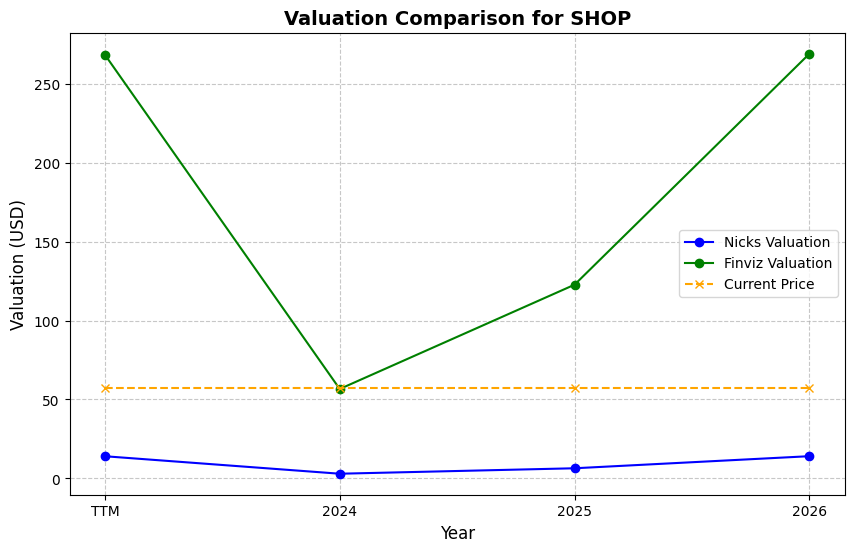 Valuation Comparison for SHOP
Valuation (USD)
250
200
150
100
50
0
Nicks Valuation
Finviz Valuation
Current Price
TTM 2024 2025 2026
Year